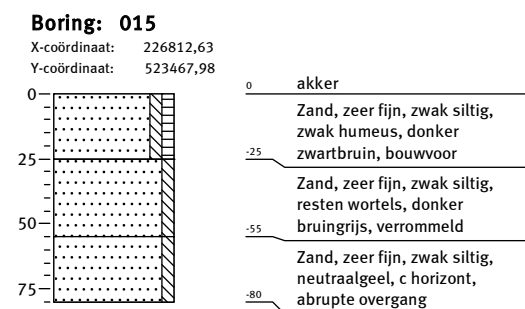 Boring: 015
X-coördinaat: 226812,63
Y-coördinaat: 523467,98
0
25
50
75
0 akker
Zand, zeer fijn, zwak siltig,
zwak humeus, donker
-25 zwartbruin, bouwvoor
Zand, zeer fijn, zwak siltig,
resten wortels, donker
-55 bruingrijs, verrommeld
Zand, zeer fijn, zwak siltig,
neutraalgeel, c horizont,
-80 abrupte overgang